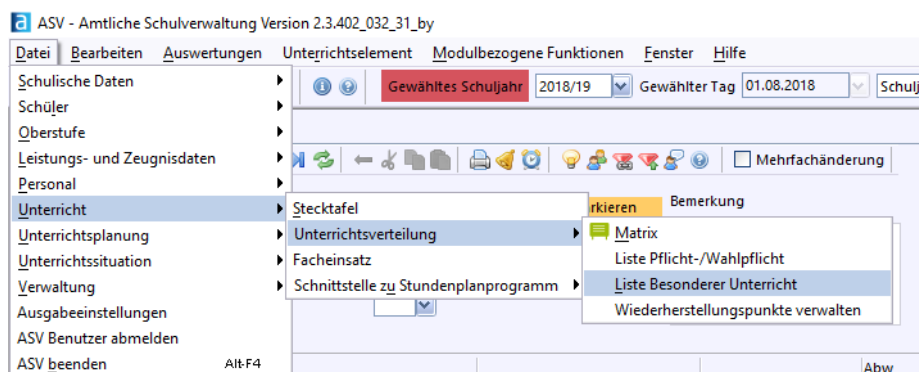 ASV - Amtliche Schulverwaltung Version 2.3.402_032_31_by
Datei Bearbeiten Auswertungen Unterrichtselement Modulbezogene Funktionen Fenster Hilfe
Gewähltes Schuljahr 2018/19 Gewählter Tag 01.08.2018 Schulj
Schulische Daten
Schüler
Oberstufe
Leistungs- und Zeugnisdaten
Personal
Unterricht
Unterrichtsplanung
Unterrichtssituation
Verwaltung
Ausgabeeinstellungen
ASV Benutzer abmelden
ASV beenden Alt-F4
Mehrfachänderung
rkieren Bemerkung
Stecktafel
Unterrichtsverteilung
Facheinsatz
Schnittstelle zu Stundenplanprogramm
Matrix
Liste Pflicht-/Wahlpflicht
Liste Besonderer Unterricht
Wiederherstellungspunkte verwalten
Abw